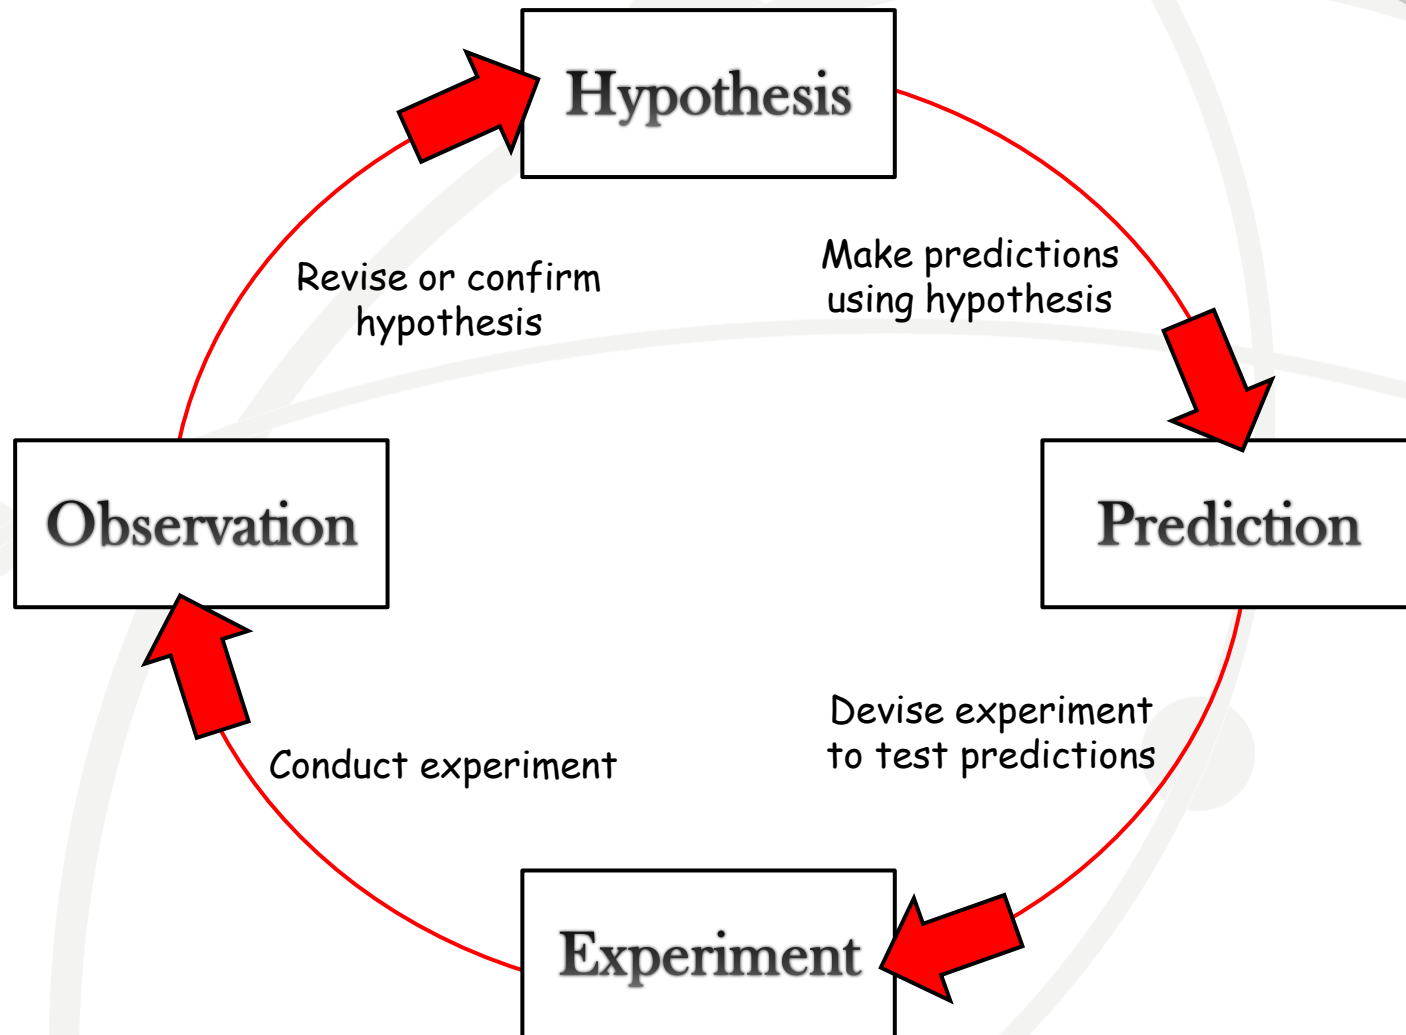 Hypothesis
Make predictions
using hypothesis
Revise or confirm
hypothesis
Observation
Prediction
Devise experiment
to test predictions
Conduct experiment
Experiment